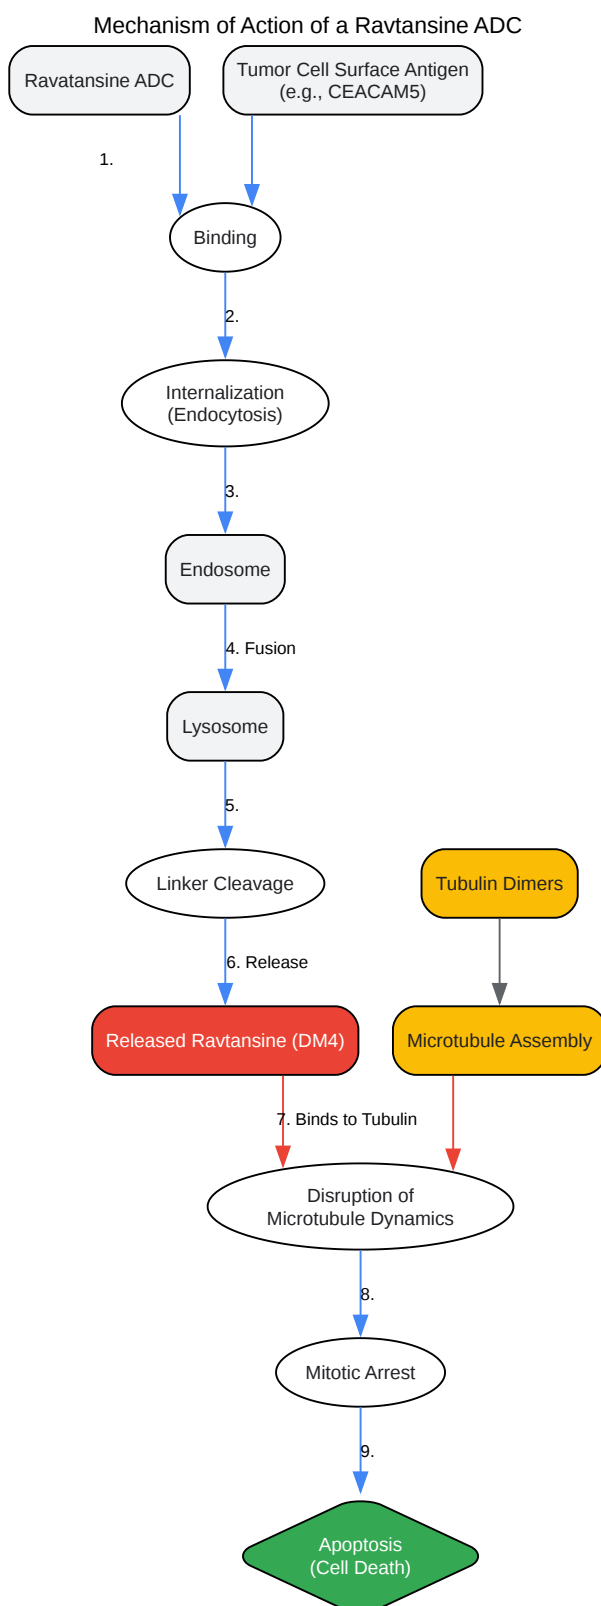 Mechanism of Action of a Ravtansine ADC
Ravatansine ADC
Tumor Cell Surface Antigen
(e.g., CEACAM5)
1.
Binding
2.
Internalization
(Endocytosis)
3.
Endosome
4. Fusion
Lysosome
5.
Linker Cleavage
Tubulin Dimers
6. Release
Released Ravtansine (DM4)
Microtubule Assembly
7. Binds to Tubulin
Disruption of
Microtubule Dynamics
8.
Mitotic Arrest
9.
Apoptosis
(Cell Death)